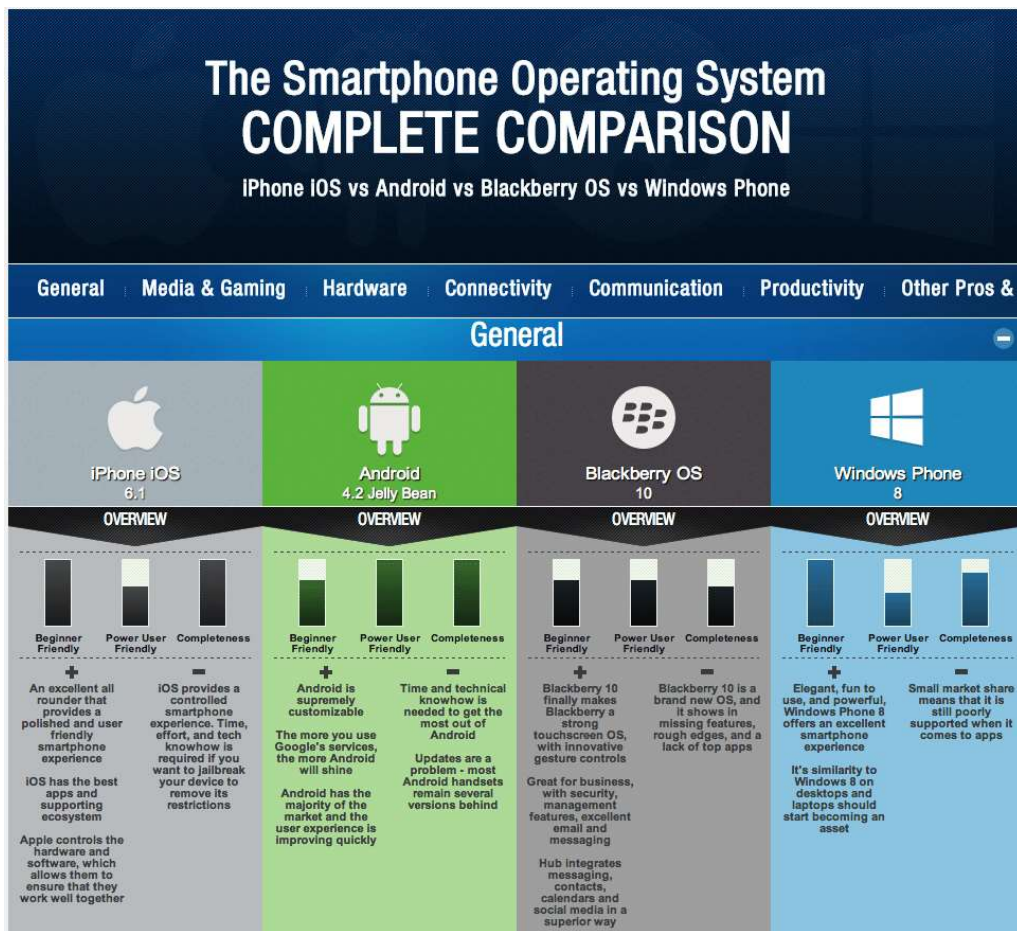 The Smartphone Operating System
COMPLETE COMPARISON
iPhone iOS vs Android vs Blackberry OS vs Windows Phone
General
Media & Gaming
Hardware
Connectivity
Communication
Productivity
Other Pros &
General
iPhone iOS
6.1
OVERVIEW
Beginner
Friendly
Power User
Friendly
Completeness
+
An excellent all
rounder that
provides a
polished and user
friendly
smartphone
experience
iOS has the best
apps and
supporting
ecosystem
Apple controls the
hardware and
software, which
allows them to
ensure that they
work well together
–
iOS provides a
controlled
smartphone
experience. Time,
effort, and tech
knowhow is
required if you
want to jailbreak
your device to
remove its
restrictions
Android
4.2 Jelly Bean
OVERVIEW
Beginner
Friendly
Power User
Friendly
Completeness
+
Android is
supremely
customizable
The more you use
Google's services,
the more Android
will shine
Android has the
majority of the
market and the
user experience is
improving quickly
–
Time and technical
knowhow is
needed to get the
most out of
Android
Updates are a
problem - most
Android handsets
remain several
versions behind
Blackberry OS
10
OVERVIEW
Beginner
Friendly
Power User
Friendly
Completeness
+
Blackberry 10
finally makes
Blackberry a
strong
touchscreen OS,
with innovative
gesture controls
Great for business,
with security,
management
features, excellent
email and
messaging
Hub integrates
messaging,
contacts,
calendars and
social media in a
superior way
–
Blackberry 10 is a
brand new OS, and
it shows in
missing features,
rough edges, and a
lack of top apps
Windows Phone
8
OVERVIEW
Beginner
Friendly
Power User
Friendly
Completeness
+
Elegant, fun to
use, and powerful,
Windows Phone 8
offers an excellent
smartphone
experience
It's similarity to
Windows 8 on
desktops and
laptops should
start becoming an
asset
–
Small market share
means that it is
still poorly
supported when it
comes to apps